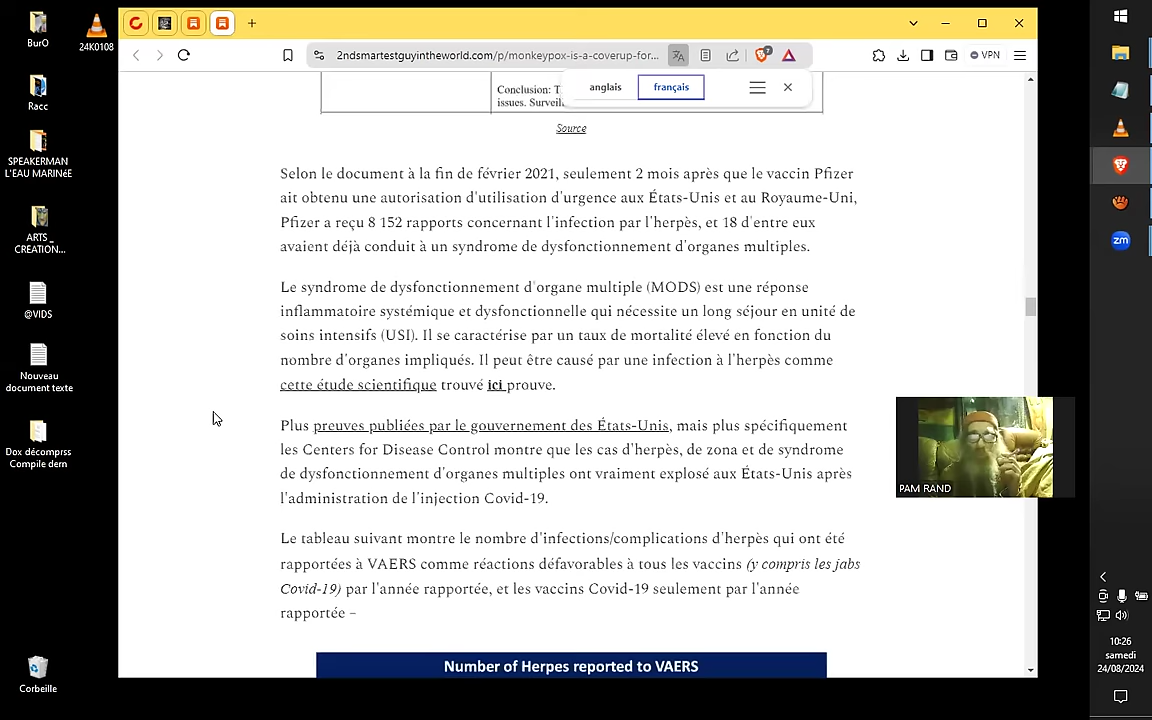 BurO
24K0108
Racc
SPEAKERMAN
L'EAU MARINéE
ARTS _
CREATION...
@VIDS
Nouveau
document texte
Dox décomprss
Compile dern
Corbeille
2ndsmartestguyintheworld.com/p/monkeypox-is-a-coverup-for...
7
VPN
anglais
français
Conclusion: T
issues. Surveil
Source
Selon le document à la fin de février 2021, seulement 2 mois après que le vaccin Pfizer
ait obtenu une autorisation d'utilisation d'urgence aux États-Unis et au Royaume-Uni,
Pfizer a reçu 8 152 rapports concernant l'infection par l'herpès, et 18 d'entre eux
avaient déjà conduit à un syndrome de dysfonctionnement d'organes multiples.
Le syndrome de dysfonctionnement d'organe multiple (MODS) est une réponse
inflammatoire systémique et dysfonctionnelle qui nécessite un long séjour en unité de
soins intensifs (USI). Il se caractérise par un taux de mortalité élevé en fonction du
nombre d'organes impliqués. Il peut être causé par une infection à l'herpès comme
cette étude scientifique trouvé ici prouve.
Plus preuves publiées par le gouvernement des États-Unis, mais plus spécifiquement
les Centers for Disease Control montre que les cas d'herpès, de zona et de syndrome
de dysfonctionnement d'organes multiples ont vraiment explosé aux États-Unis après
l'administration de l'injection Covid-19.
Le tableau suivant montre le nombre d'infections/complications d'herpès qui ont été
rapportées à VAERS comme réactions défavorables à tous les vaccins (y compris les jabs
Covid-19) par l'année rapportée, et les vaccins Covid-19 seulement par l'année
rapportée –
Number of Herpes reported to VAERS
PAM RAND
zm
10:26
samedi
24/08/2024